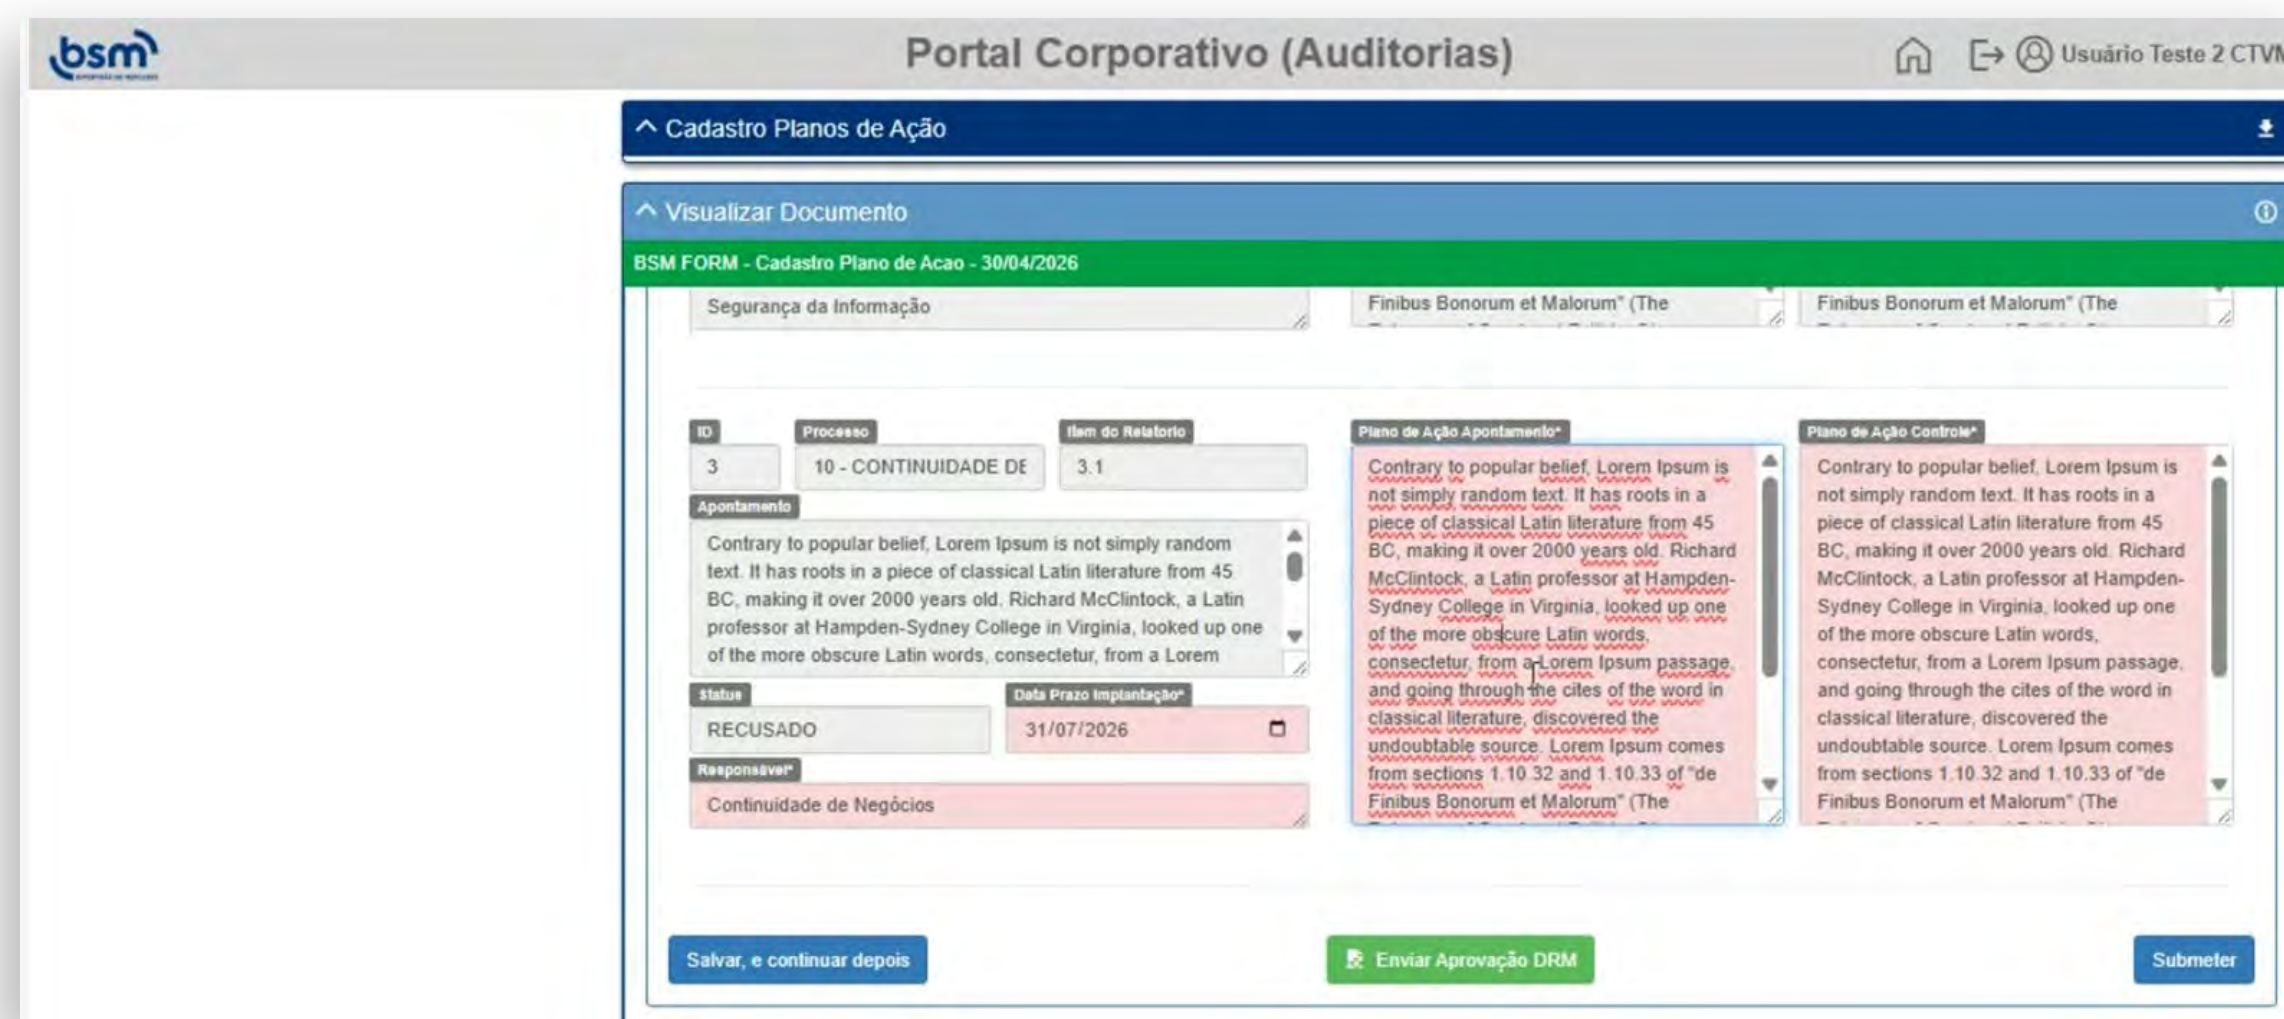 bsm
Portal Corporativo (Auditorias)
Usuário Teste 2 CTVM
Cadastro Planos de Ação
Visualizar Documento
BSM FORM - Cadastro Plano de Acao - 30/04/2026
Segurança da Informação
Finibus Bonorum et Malorum" (The
Finibus Bonorum et Malorum" (The
ID
Processo
Item do Relatorio
3
10 - CONTINUIDADE DE
3.1
Apontamento
Contrary to popular belief, Lorem Ipsum is not simply random
text. It has roots in a piece of classical Latin literature from 45
BC, making it over 2000 years old. Richard McClintock, a Latin
professor at Hampden-Sydney College in Virginia, looked up one
of the more obscure Latin words, consectetur, from a Lorem
Status
Data Prazo Implantação*
RECUSADO
31/07/2026
Responsável*
Continuidade de Negócios
Plano de Ação Apontamento*
Contrary to popular belief, Lorem Ipsum is
not simply random text. It has roots in a
piece of classical Latin literature from 45
BC, making it over 2000 years old. Richard
McClintock, a Latin professor at Hampden-
Sydney College in Virginia, looked up one
of the more obscure Latin words,
consectetur, from a Lorem Ipsum passage,
and going through the cites of the word in
classical literature, discovered the
undoubtable source. Lorem Ipsum comes
from sections 1.10.32 and 1.10.33 of "de
Finibus Bonorum et Malorum" (The
Plano de Ação Controle*
Contrary to popular belief, Lorem Ipsum is
not simply random text. It has roots in a
piece of classical Latin literature from 45
BC, making it over 2000 years old. Richard
McClintock, a Latin professor at Hampden-
Sydney College in Virginia, looked up one
of the more obscure Latin words,
consectetur, from a Lorem Ipsum passage,
and going through the cites of the word in
classical literature, discovered the
undoubtable source. Lorem Ipsum comes
from sections 1.10.32 and 1.10.33 of "de
Finibus Bonorum et Malorum" (The
Salvar, e continuar depois
Enviar Aprovação DRM
Submeter